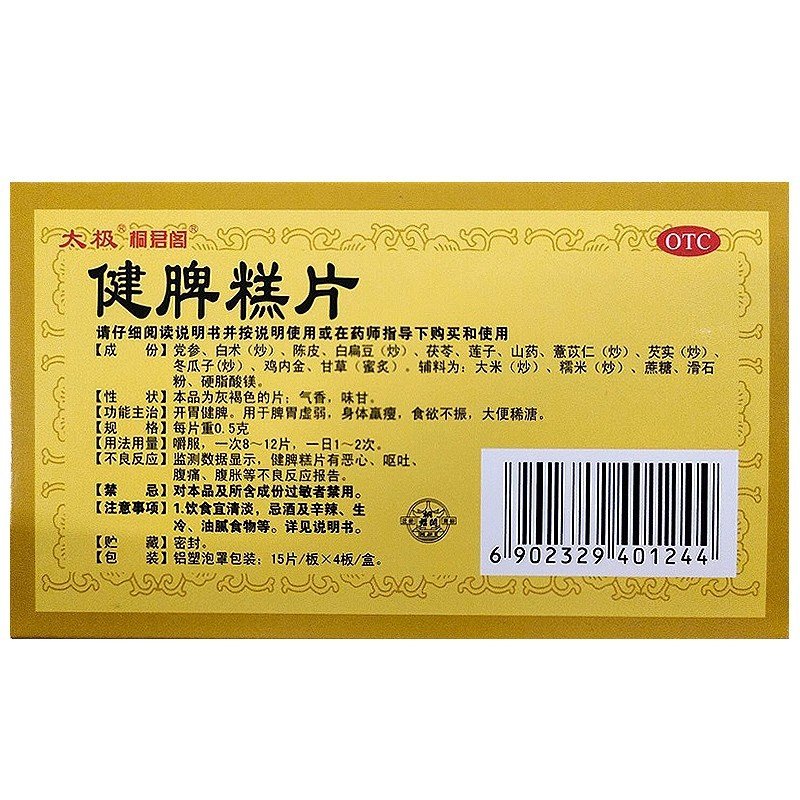 太极® 桐君阁®
OTC
健脾糕片
请仔细阅读说明书并按说明使用或在药师指导下购买和使用
【成 份】党参、白术（炒）、陈皮、白扁豆（炒）、茯苓、莲子、山药、薏苡仁（炒）、芡实（炒）、
冬瓜子(炒）、鸡内金、甘草（蜜炙）。辅料为：大米（炒）、糯米（炒）、蔗糖、滑石
粉、硬脂酸镁。
【性 状】本品为灰褐色的片；气香，味甘。
【功能主治】开胃健脾。用于脾胃虚弱，身体羸瘦，食欲不振，大便稀溏。
【规 格】每片重0.5克
【用法用量】嚼服，一次8～12片，一日1～2次。
【不良反应】监测数据显示，健脾糕片有恶心、呕吐、
腹痛、腹胀等不良反应报告。
【禁 忌】对本品及所含成份过敏者禁用。
【注意事项】1.饮食宜清淡，忌酒及辛辣、生
冷、油腻食物等。详见说明书。
【贮 藏】密封。
【包 装】铝塑泡罩包装；15片/板×4板/盒。
6 902329 401244